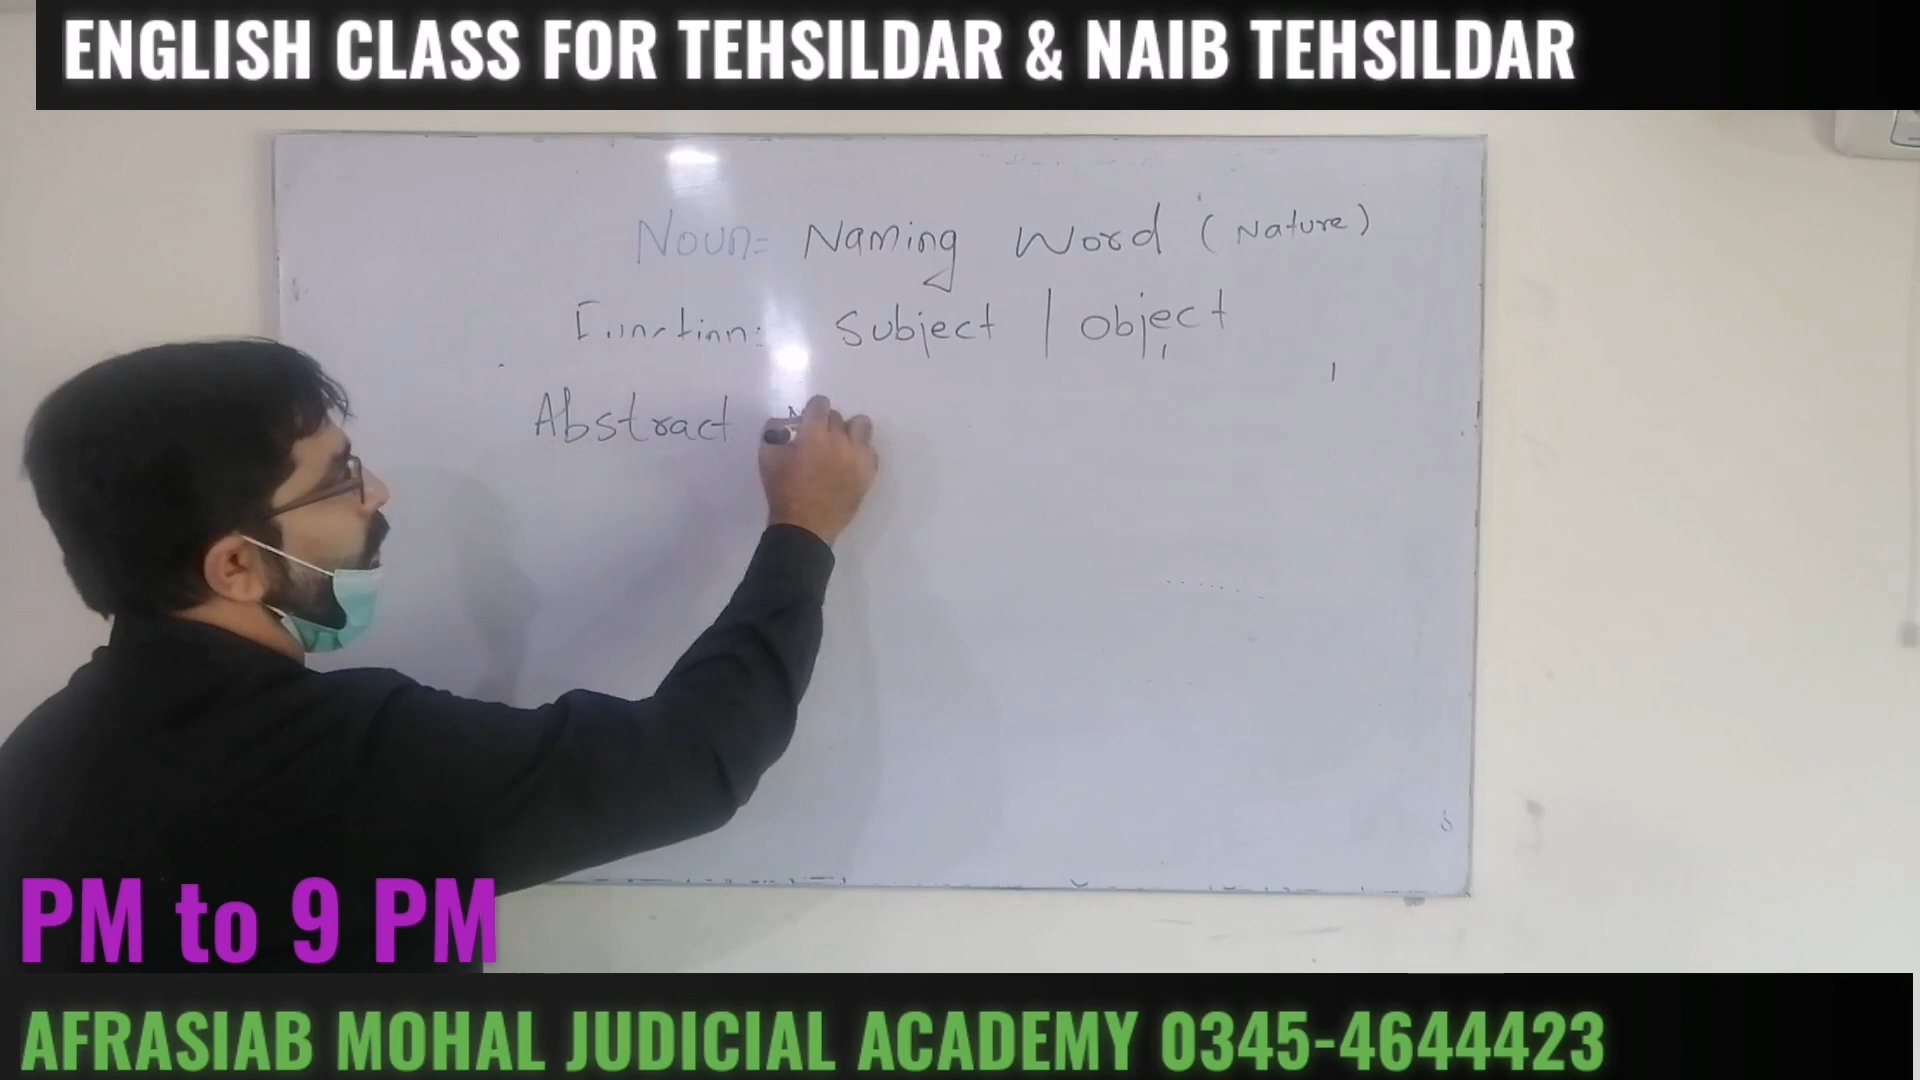 ENGLISH CLASS FOR TEHSILDAR & NAIB TEHSILDAR
Noun= Naming Word (Nature)
Function: Subject | Object
Abstract
PM to 9 PM
AFRASIAB MOHAL JUDICIAL ACADEMY 0345-4644423